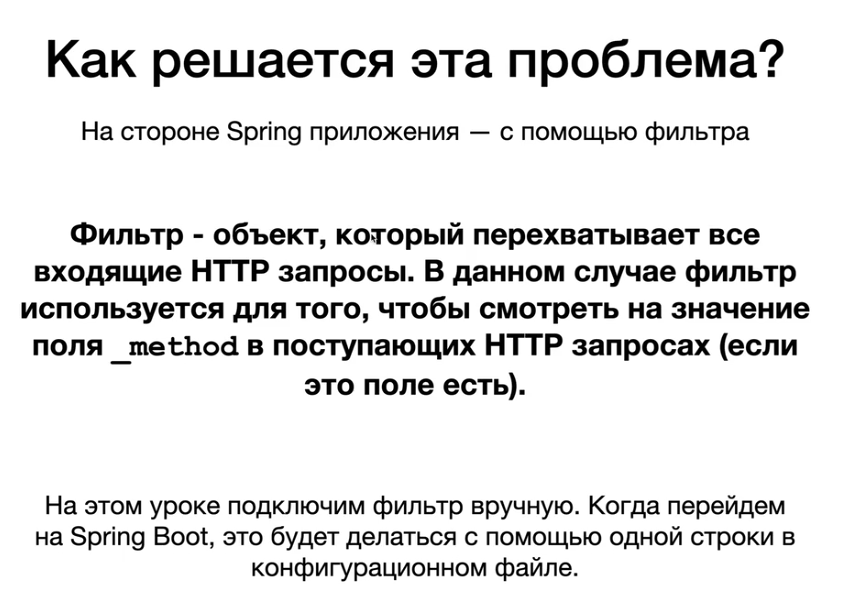 Как решается эта проблема?
На стороне Spring приложения — с помощью фильтра
Фильтр - объект, который перехватывает все
входящие HTTP запросы. В данном случае фильтр
используется для того, чтобы смотреть на значение
поля _method в поступающих HTTP запросах (если
это поле есть).
На этом уроке подключим фильтр вручную. Когда перейдем
на Spring Boot, это будет делаться с помощью одной строки в
конфигурационном файле.